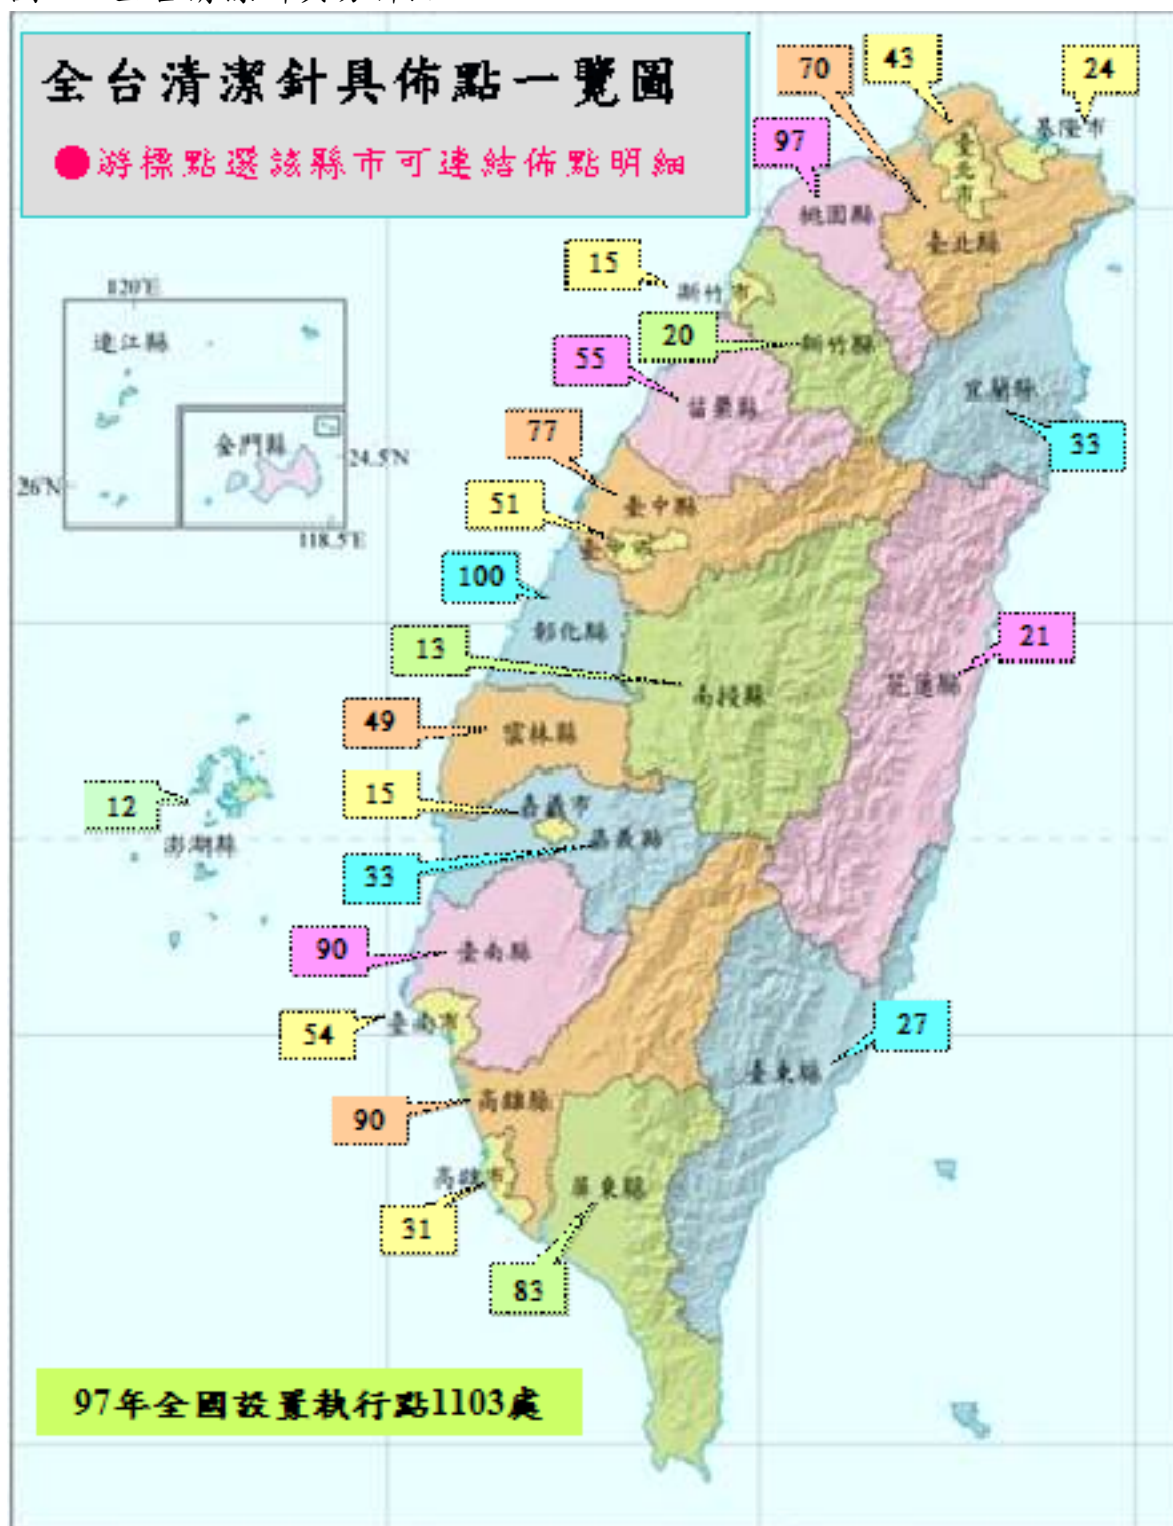 全台清潔針具佈點一覽圖
●游標點選該縣市可連結佈點明細
43
70
24
基隆市
97
臺北市
桃園縣
臺北縣
15
新竹市
120°E
連江縣
20
新竹縣
55
苗栗縣
宜蘭縣
33
金門縣
24.5°N
26°N
118.5°E
77
臺中縣
51
臺中市
100
彰化縣
13
南投縣
21
花蓮縣
49
雲林縣
12
澎湖縣
15
嘉義市
嘉義縣
33
90
臺南縣
54
臺南市
27
臺東縣
90
高雄縣
高雄市
31
屏東縣
83
97年全國設置執行點1103處